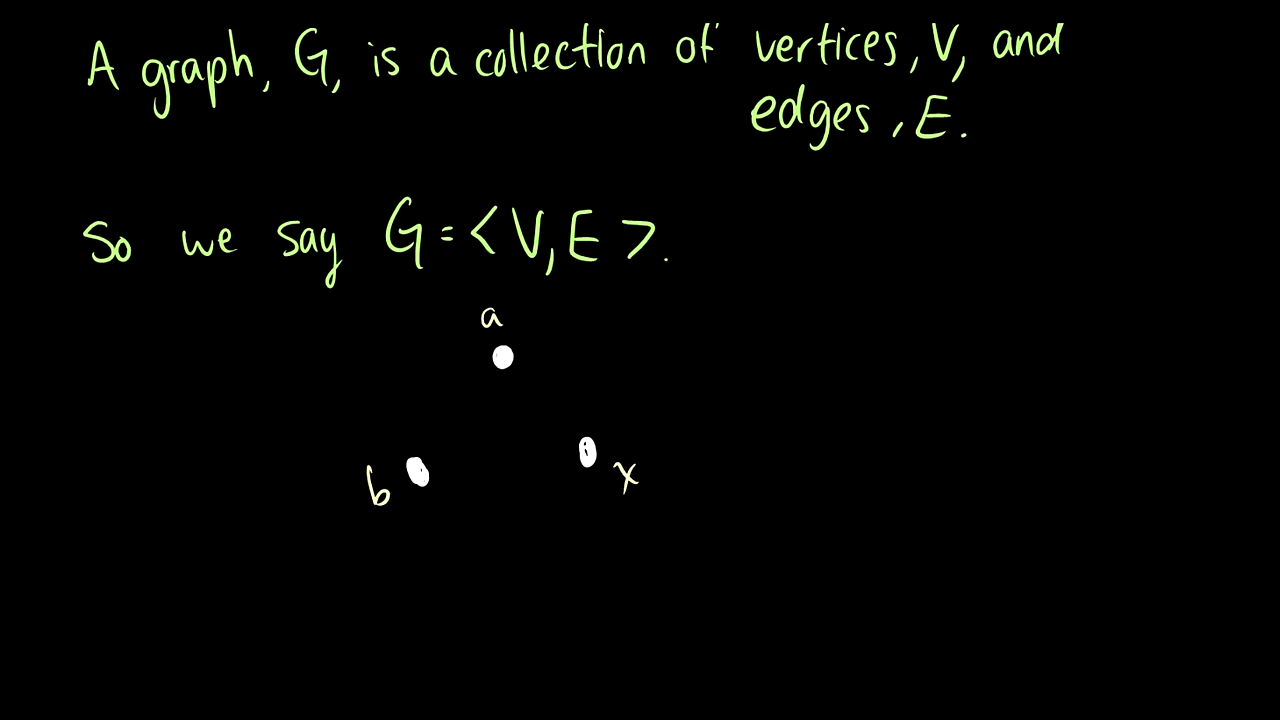 A graph, G, is a collection of vertices, V, and
edges, E.
So we say G = < V, E >.
a
b
x